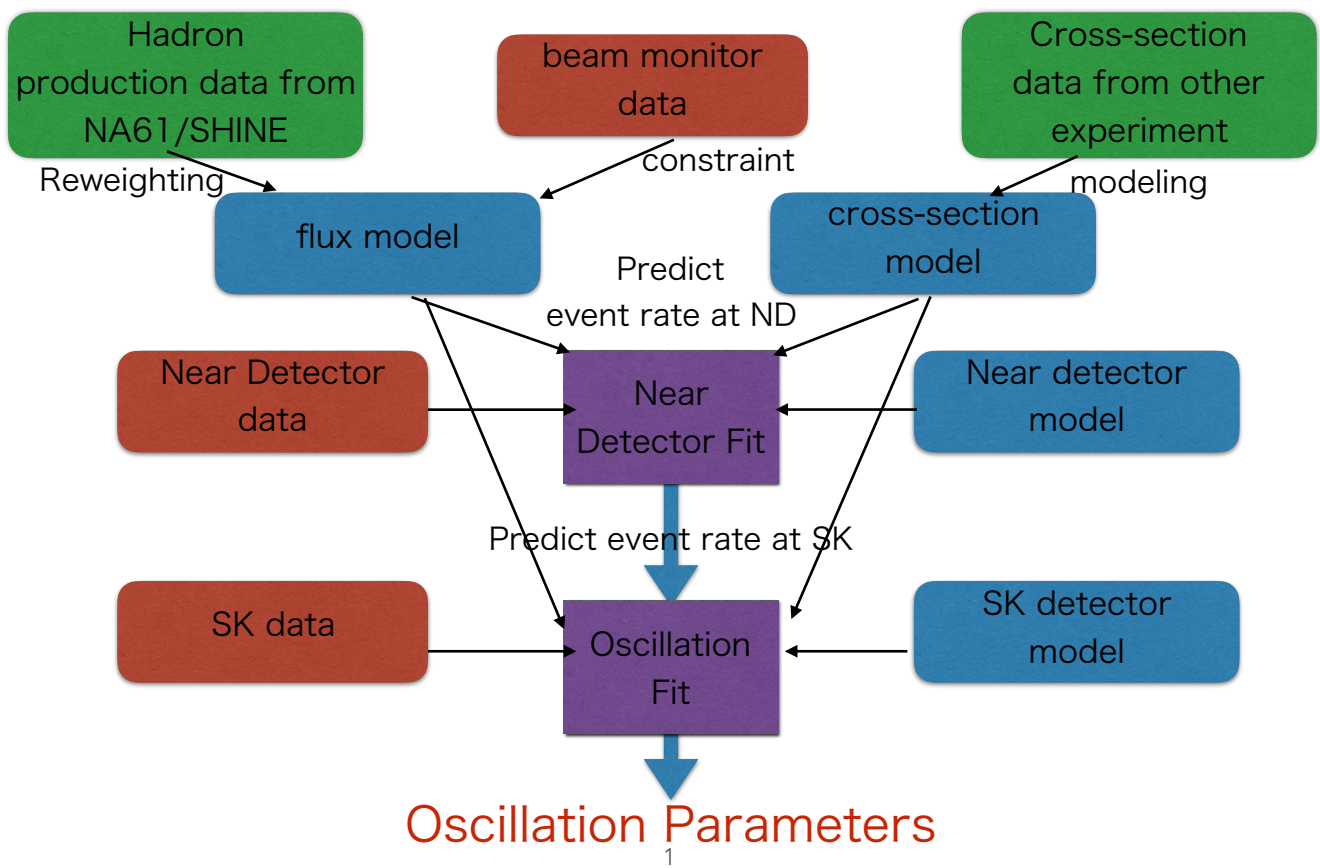 Hadron
production data from
NA61/SHINE
beam monitor
data
Cross-section
data from other
experiment
Reweighting
constraint
modeling
flux model
cross-section
model
Predict
event rate at ND
Near Detector
data
Near
Detector Fit
Near detector
model
Predict event rate at SK
SK data
Oscillation
Fit
SK detector
model
Oscillation Parameters
1